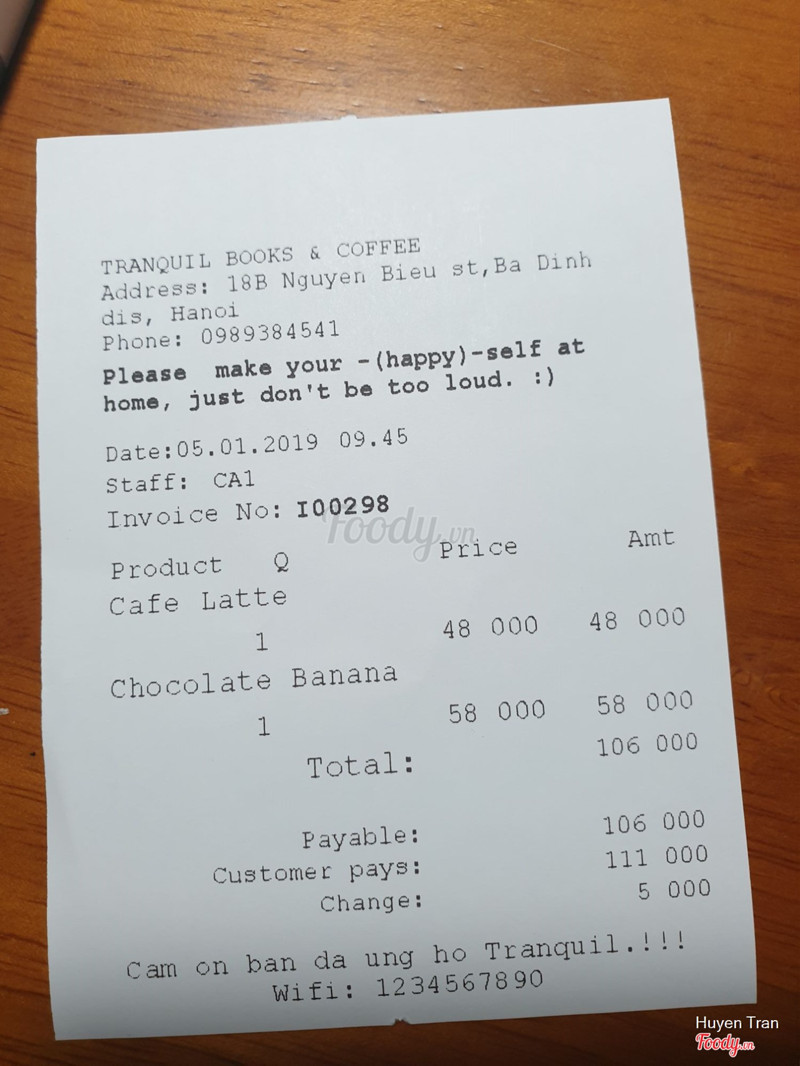 TRANQUIL BOOKS & COFFEE
Address: 18B Nguyen Bieu st,Ba Dinh
dis, Hanoi
Phone: 0989384541
Please make your -(happy)-self at
home, just don't be too loud. :)
Date:05.01.2019 09.45
Staff: CA1
Invoice No: I00298
Foody.vn
Product Q Price Amt
Cafe Latte
1 48 000 48 000
Chocolate Banana
1 58 000 58 000
Total: 106 000
Payable: 106 000
Customer pays: 111 000
Change: 5 000
Cam on ban da ung ho Tranquil.!!!
Wifi: 1234567890
Huyen Tran
Foody.vn